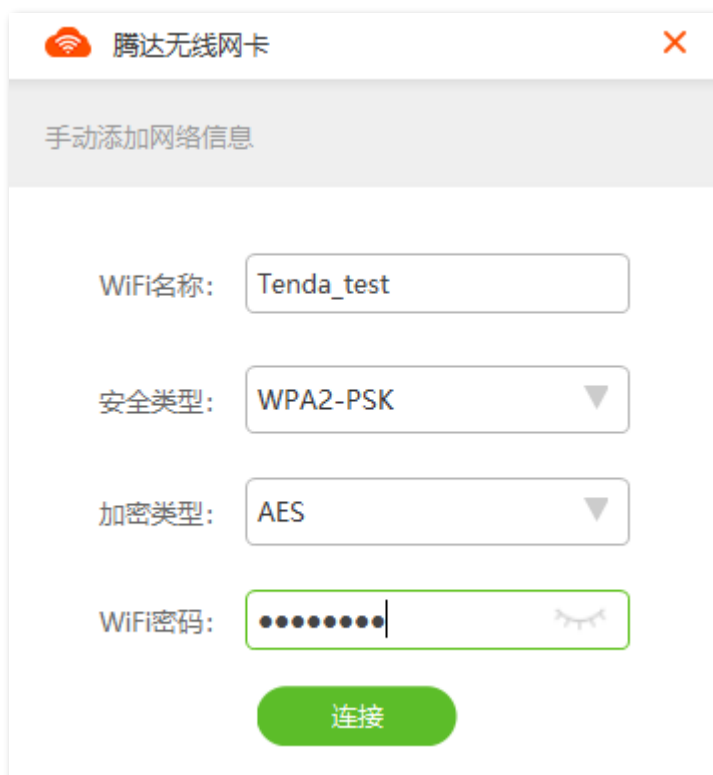 腾达无线网卡
手动添加网络信息
WiFi名称： Tenda_test
安全类型： WPA2-PSK
加密类型： AES
WiFi密码： ●●●●●●●●
连接